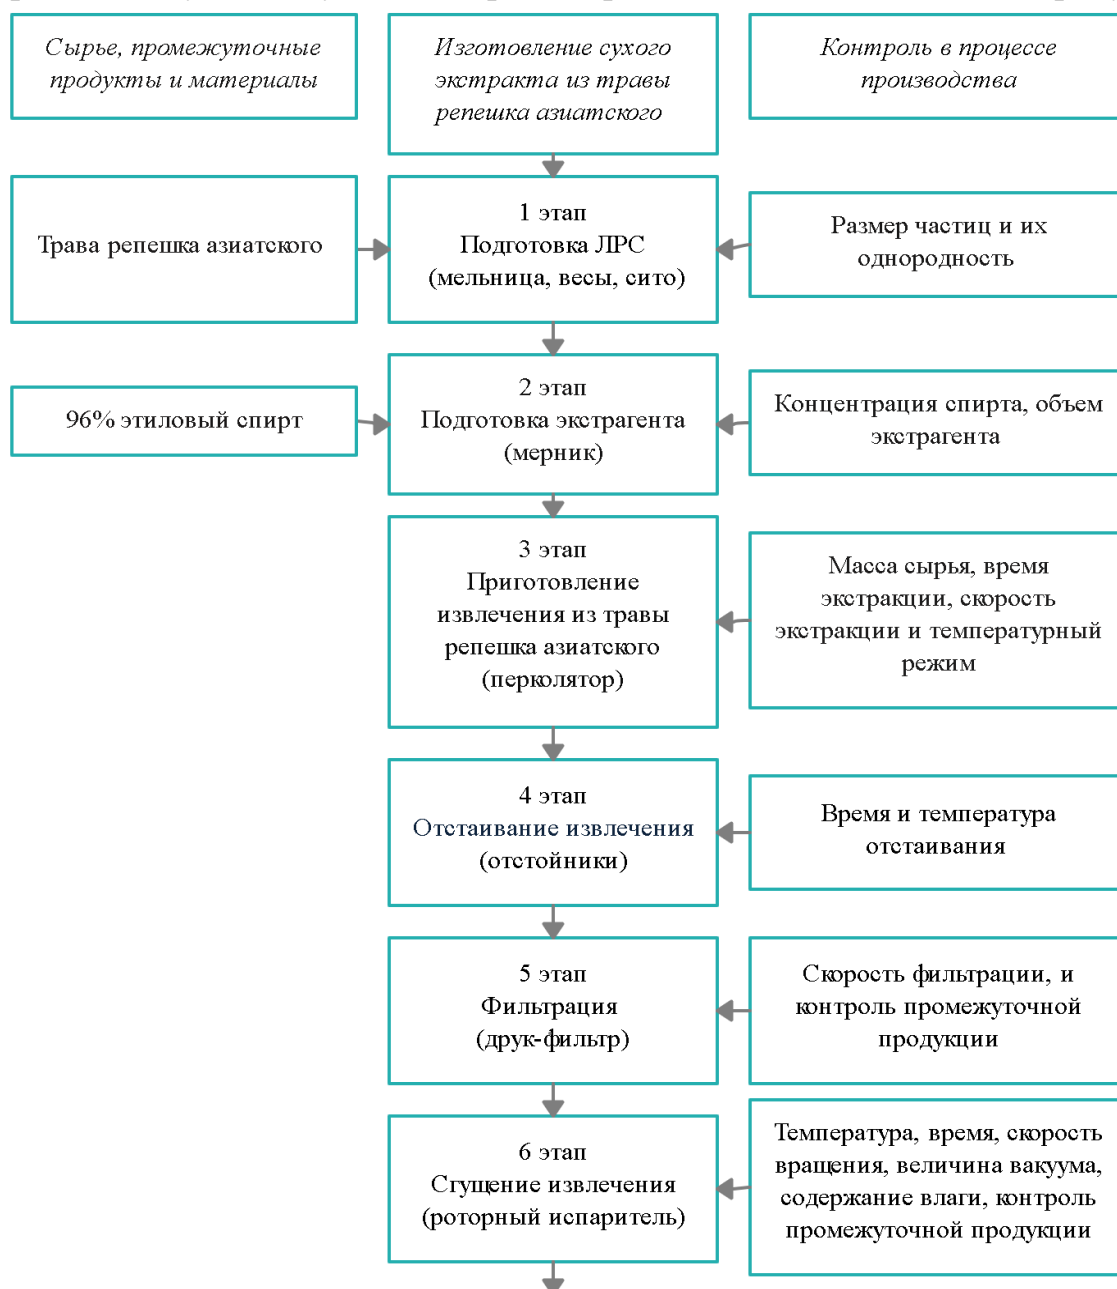 Сырье, промежуточные
продукты и материалы
Изготовление сухого
экстракта из травы
репешка азиатского
Контроль в процессе
производства
Трава репешка азиатского
1 этап
Подготовка ЛРС
(мельница, весы, сито)
Размер частиц и их
однородность
96% этиловый спирт
2 этап
Подготовка экстрагента
(мерник)
Концентрация спирта, объем
экстрагента
3 этап
Приготовление
извлечения из травы
репешка азиатского
(перколятор)
Масса сырья, время
экстракции, скорость
экстракции и температурный
режим
4 этап
Отстаивание извлечения
(отстойники)
Время и температура
отстаивания
5 этап
Фильтрация
(друк-фильтр)
Скорость фильтрации, и
контроль промежуточной
продукции
6 этап
Сгущение извлечения
(роторный испаритель)
Температура, время, скорость
вращения, величина вакуума,
содержание влаги, контроль
промежуточной продукции